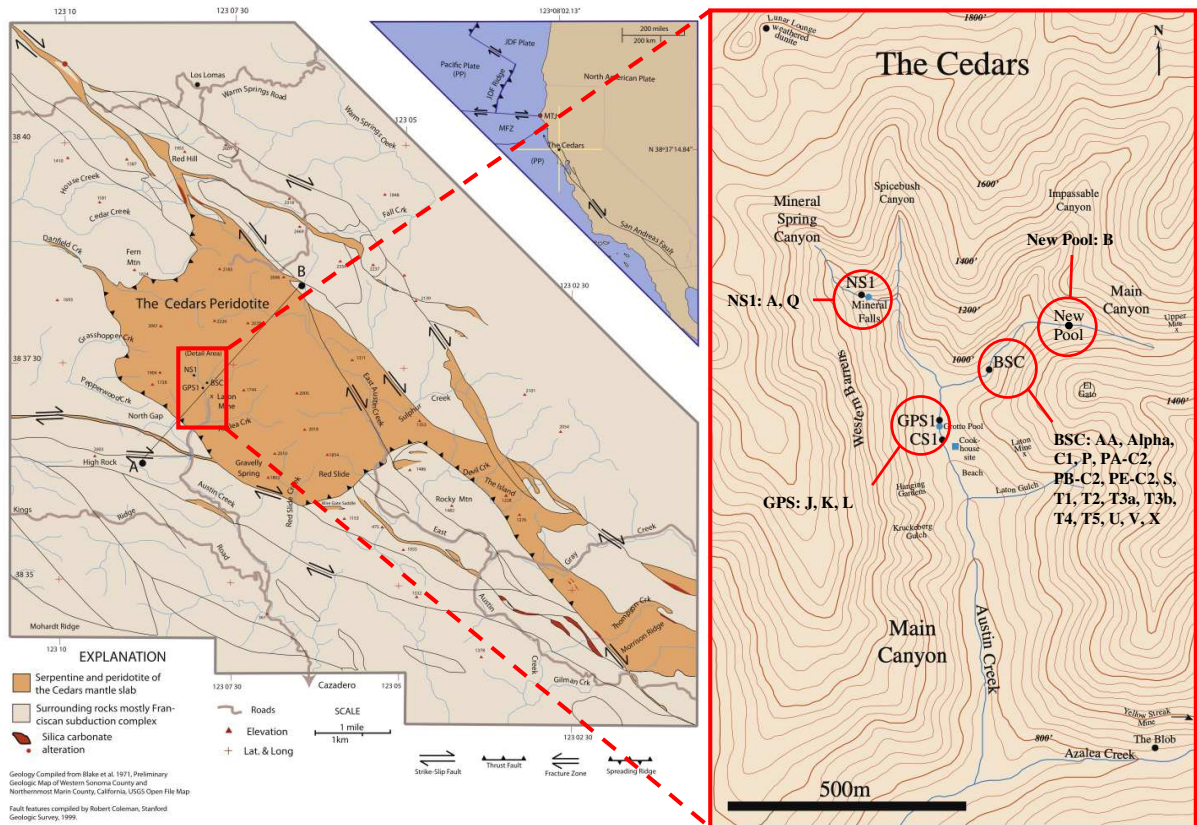 123 10
123 07 30
Los Lomas
Warm Springs Road
Warm Springs Creek
123 05
38 40
Red Hill
House Creek
Cedar Creek
Fall Crk
Danfield Crk
Fern
Mtn
B
123 02 30
The Cedars Peridotite
Grasshopper Crk
38 37 30
(Detail Area)
NS1
BSC
GPS1
Laton
Mine
Pepperwood Crk
North Gap
East Austin Creek
Sulphur
Creek
A
High Rock
Gravelly
Spring
Red Slide
Devil Crk
The Island
Rocky Mtn
Austin Creek
Red Slide Crk
Kings
Ridge
Road
East
Gray
Creek
38 35
Austin
Creek
Thompson Crk
Morrison Ridge
Mohardt Ridge
Gilman Crk
123 10
123 07 30
Cazadero
123 05
123 02 30
EXPLANATION
Serpentine and peridotite of
the Cedars mantle slab
Surrounding rocks mostly Fran-
ciscan subduction complex
Silica carbonate
alteration
Roads
Elevation
Lat. & Long
SCALE
1 mile
1km
Strike-Slip Fault
Thrust Fault
Fracture Zone
Spreading Ridge
Geology Compiled from Blake et al. 1971, Preliminary
Geologic Map of Western Sonoma County and
Northernmost Marin County, California, USGS Open File Map
Fault features compiled by Robert Coleman, Stanford
Geologic Survey, 1999.
123º08'02.13"
200 miles
200 km
JDF Plate
Pacific Plate
(PP)
JDF Ridge
North American Plate
MTJ
MFZ
The Cedars
N 38º37'14.84"
(PP)
San Andreas Fault
Lunar Lounge
weathered
dunite
1800'
The Cedars
N
1600'
Spicebush
Canyon
Impassable
Canyon
Mineral
Spring
Canyon
New Pool: B
1400'
NS1: A, Q
NS1
Mineral
Falls
1200'
Main
Canyon
New
Pool
Upper
Mine x
1000'
BSC
El
Gato
1400'
Western Barrens
GPS1
Grotto Pool
CS1
Cook-
house
site
Laton
Mine
x
Beach
BSC: AA, Alpha,
C1, P, PA-C2,
PB-C2, PE-C2, S,
T1, T2, T3a, T3b,
T4, T5, U, V, X
GPS: J, K, L
Hanging
Gardens
Laton Gulch
Kruckeberg
Gulch
Main
Canyon
Austin Creek
Yellow Streak
Mine
800'
The Blob
Azalea Creek
500m